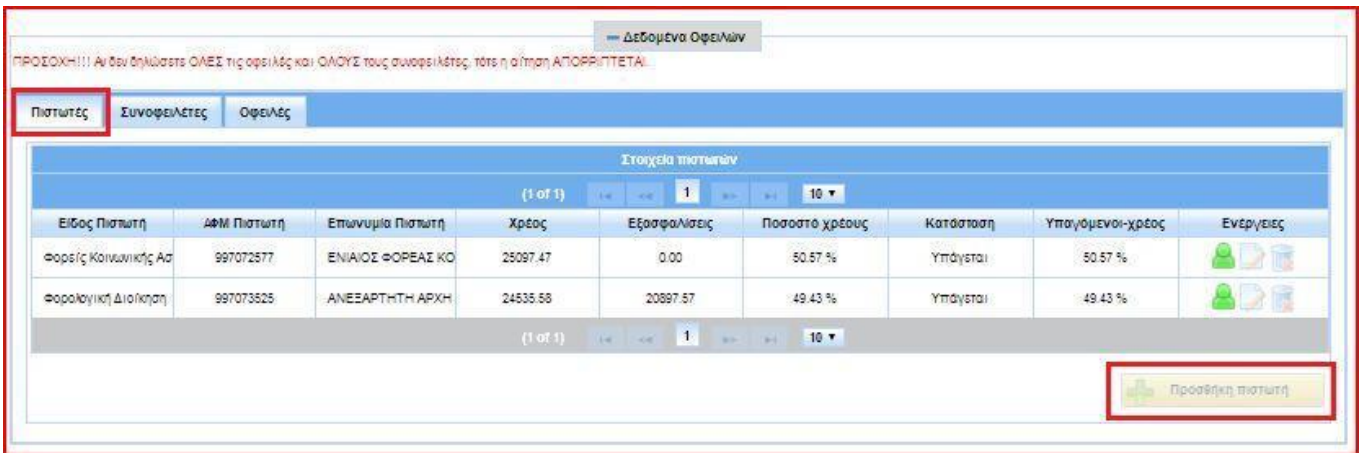 Δεδομένα Οφειλών
ΠΡΟΣΟΧΗ!!! Αν δεν δηλώσετε ΟΛΕΣ τις οφειλές και ΟΛΟΥΣ τους συνοφειλέτες, τότε η αίτηση ΑΠΟΡΡΙΠΤΕΤΑΙ.
Πιστωτές Συνοφειλέτες Οφειλές
Στοιχεία πιστωτών
(1 of 1) 1 10
Είδος Πιστωτή ΑΦΜ Πιστωτή Επωνυμία Πιστωτή Χρέος Εξασφαλίσεις Ποσοστό χρέους Κατάσταση Υπαγόμενοι-χρέος Ενέργειες
Φορείς Κοινωνικής Ασ 997072577 ΕΝΙΑΙΟΣ ΦΟΡΕΑΣ ΚΟ 25097.47 0.00 50.57 % Υπάγεται 50.57 %
Φορολογική Διοίκηση 997073525 ΑΝΕΞΑΡΤΗΤΗ ΑΡΧΗ 24535.58 20897.57 49.43 % Υπάγεται 49.43 %
(1 of 1) 1 10
Προσθήκη πιστωτή